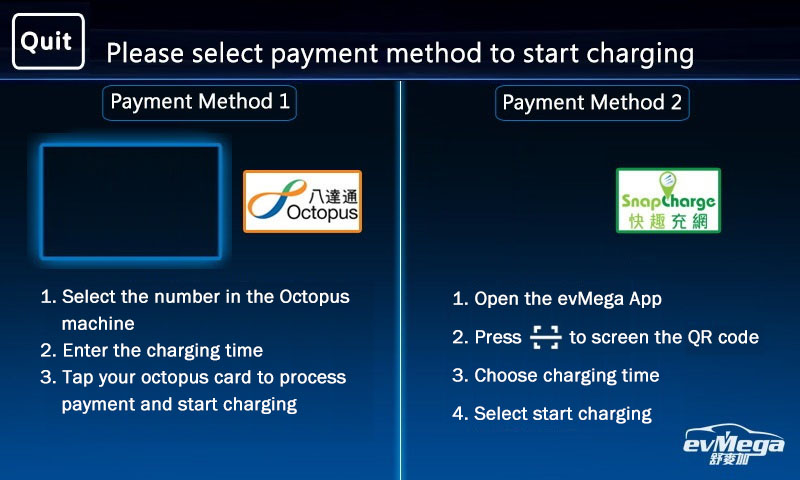 Quit
Please select payment method to start charging
Payment Method 1
八達通
Octopus
1. Select the number in the Octopus
machine
2. Enter the charging time
3. Tap your octopus card to process
payment and start charging
Payment Method 2
SnapCharge
快趣充網
1. Open the evMega App
2. Press to screen the QR code
3. Choose charging time
4. Select start charging
evMega
舒麥加